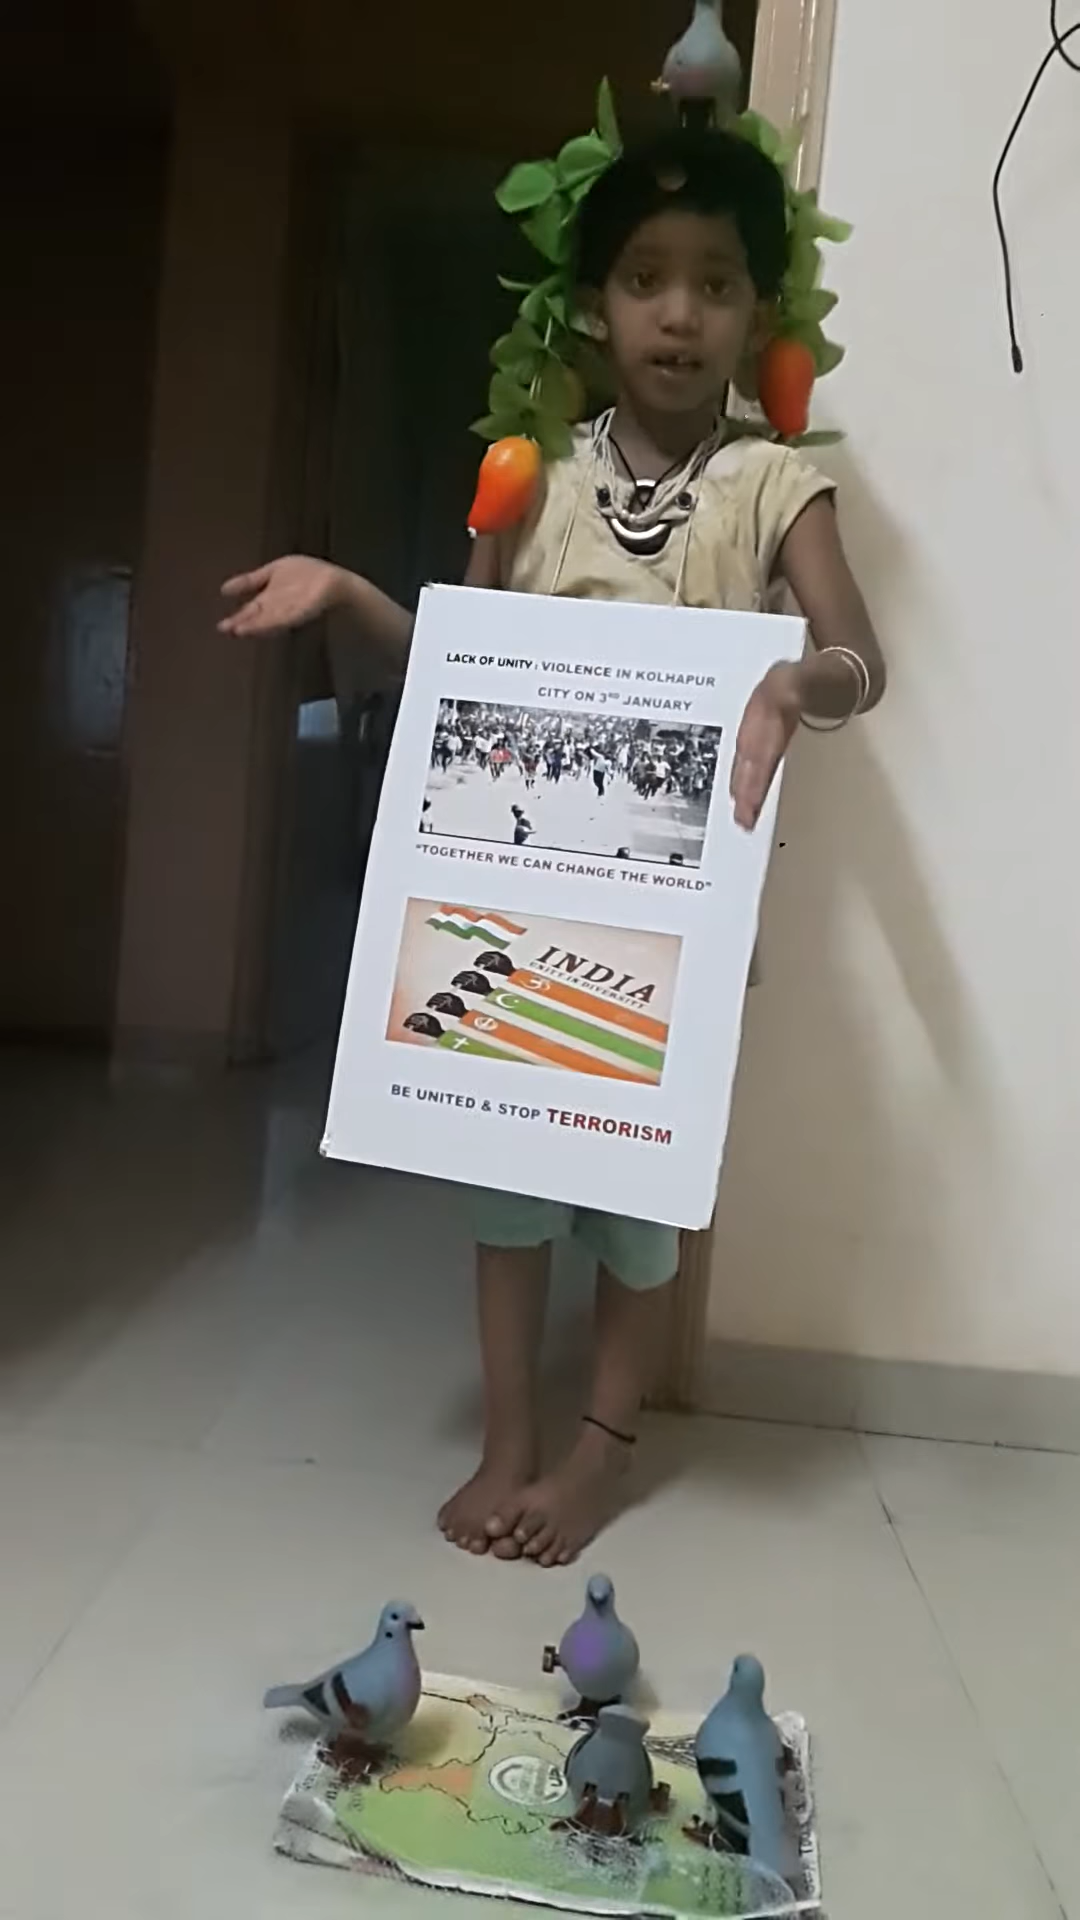 LACK OF UNITY: VIOLENCE IN KOLHAPUR
CITY ON 3RD JANUARY
"TOGETHER WE CAN CHANGE THE WORLD"
INDIA
UNITY IN DIVERSITY
BE UNITED & STOP TERRORISM